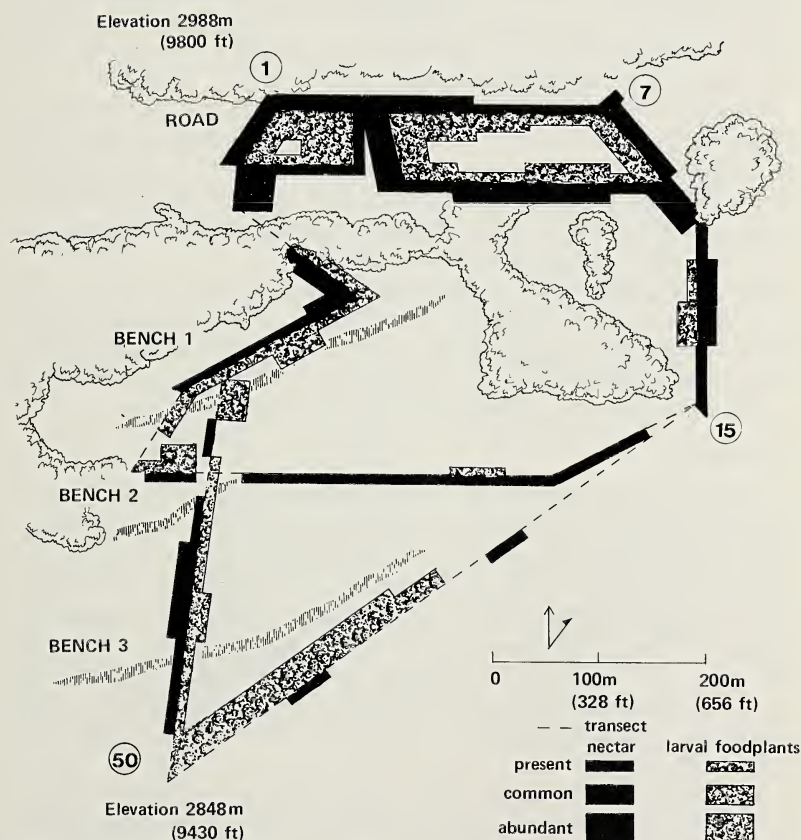 Elevation 2988m
(9800 ft)
1
7
ROAD
BENCH 1
15
BENCH 2
BENCH 3
0 100m 200m
(328 ft) (656 ft)
transect
nectar larval foodplants
present
common
abundant
50
Elevation 2848m
(9430 ft)